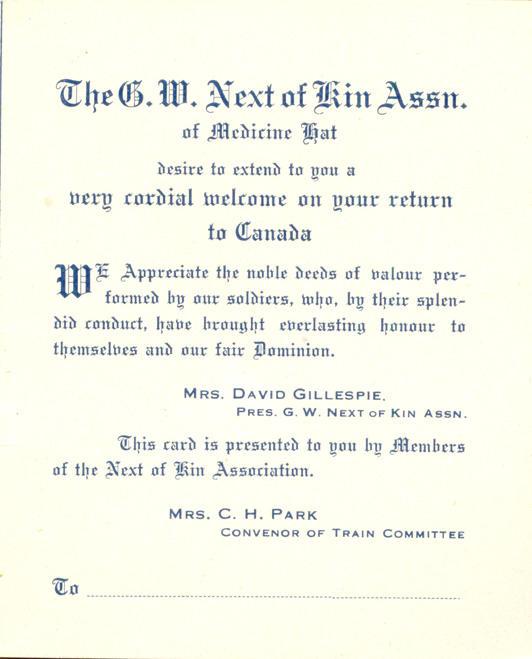 The G. W. Next of Kin Assn.
of Medicine Hat
desire to extend to you a
very cordial welcome on your return
to Canada
WE Appreciate the noble deeds of valour per-
formed by our soldiers, who, by their splen-
did conduct, have brought everlasting honour to
themselves and our fair Dominion.
MRS. DAVID GILLESPIE.
PRES. G. W. NEXT OF KIN ASSN.
This card is presented to you by Members
of the Next of Kin Association.
MRS. C. H. PARK
CONVENOR OF TRAIN COMMITTEE
To